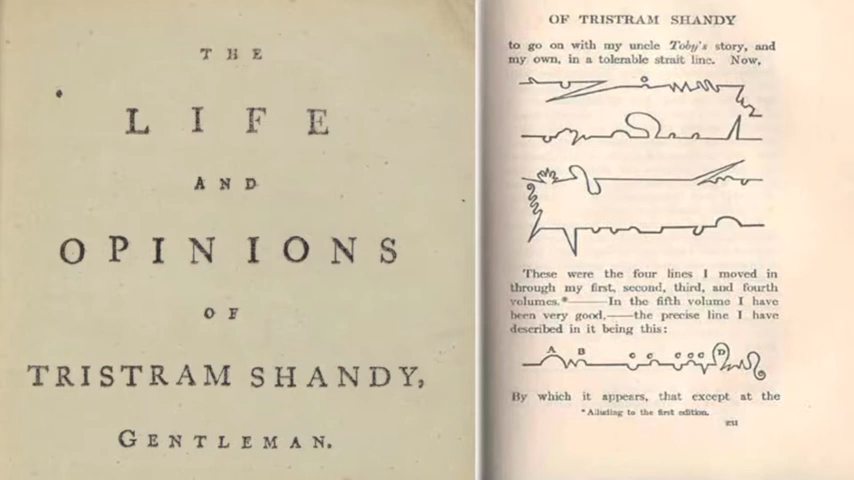 THE
LIFE
AND
OPINIONS
OF
TRISTRAM SHANDY,
GENTLEMAN.
OF TRISTRAM SHANDY
to go on with my uncle Toby's story, and
my own, in a tolerable strait line. Now,
These were the four lines I moved in
through my first, second, third, and fourth
volumes.*——In the fifth volume I have
been very good,——the precise line I have
described in it being this:
A B c c c c c D
By which it appears, that except at the
*Alluding to the first edition.